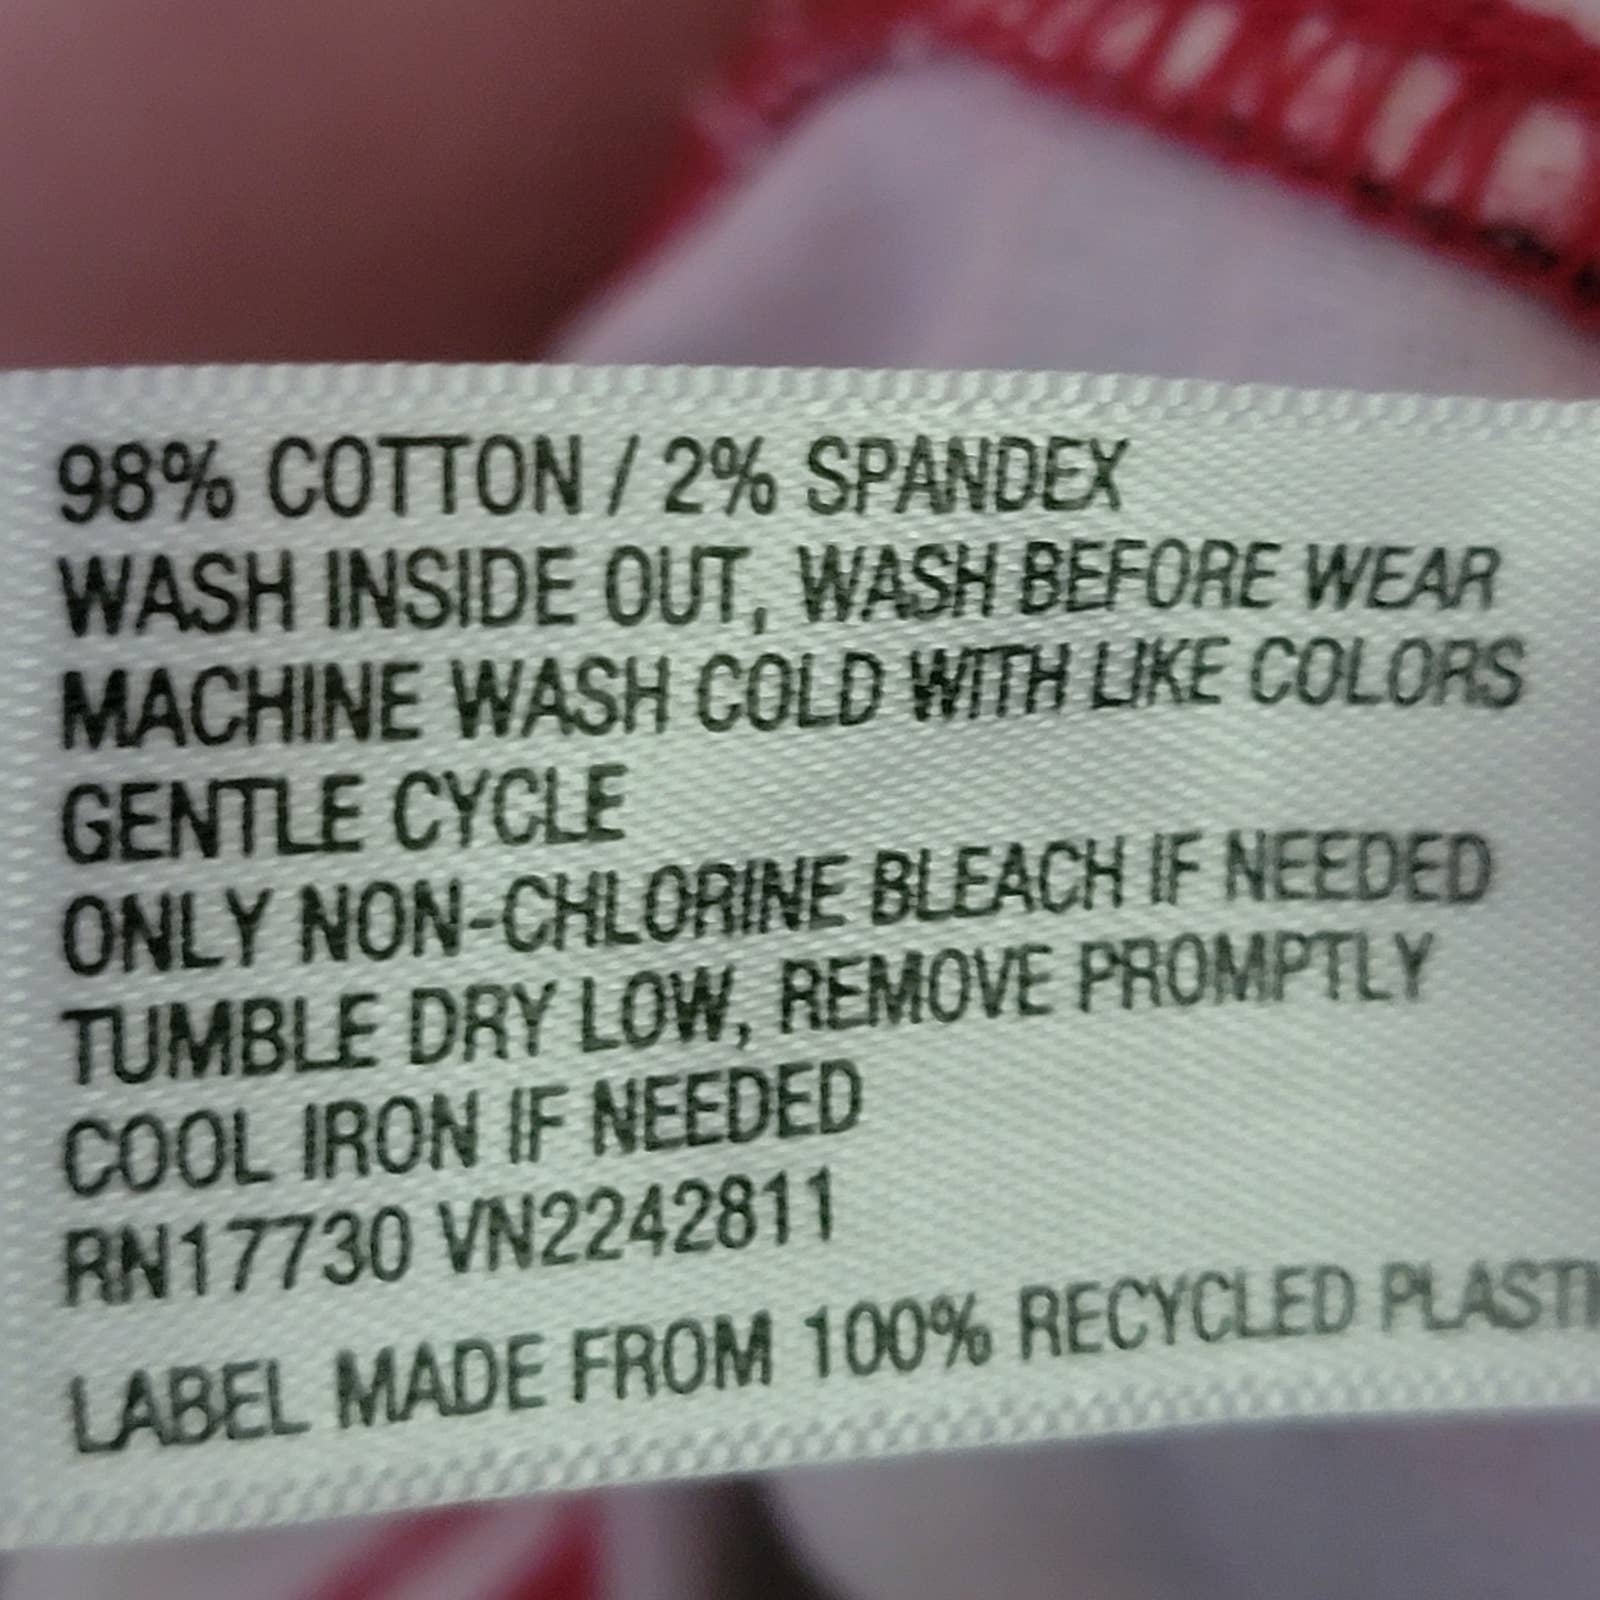 98% COTTON / 2% SPANDEX
WASH INSIDE OUT, WASH BEFORE WEAR
MACHINE WASH COLD WITH LIKE COLORS
GENTLE CYCLE
ONLY NON-CHLORINE BLEACH IF NEEDED
TUMBLE DRY LOW, REMOVE PROMPTLY
COOL IRON IF NEEDED
RN17730 VN2242811
LABEL MADE FROM 100% RECYCLED PLASTI